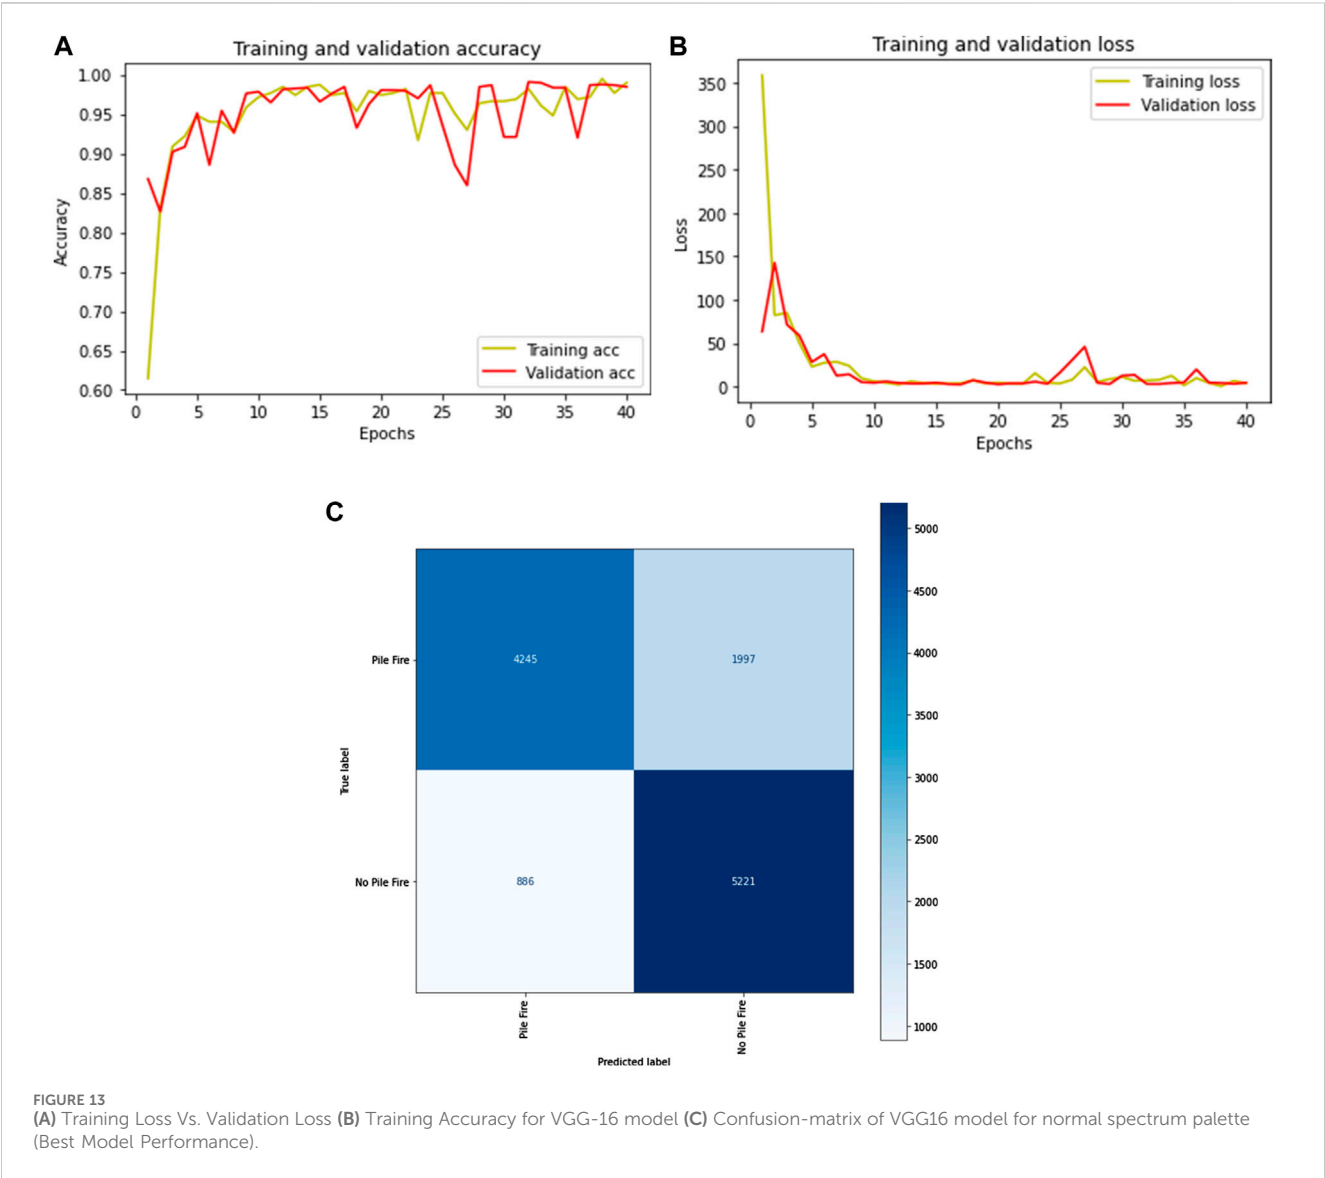 A
Training and validation accuracy
1.00
0.95
0.90
0.85
0.80
0.75
0.70
0.65
0.60
Accuracy
Training acc
Validation acc
0 5 10 15 20 25 30 35 40
Epochs
B
Training and validation loss
350
300
250
200
150
100
50
0
Loss
Training loss
Validation loss
0 5 10 15 20 25 30 35 40
Epochs
C
True label
Pile Fire
4245 1997
No Pile Fire
886 5221
Pile Fire
No Pile Fire
Predicted label
5000
4500
4000
3500
3000
2500
2000
1500
1000
FIGURE 13
(A) Training Loss Vs. Validation Loss (B) Training Accuracy for VGG-16 model (C) Confusion-matrix of VGG16 model for normal spectrum palette
(Best Model Performance).